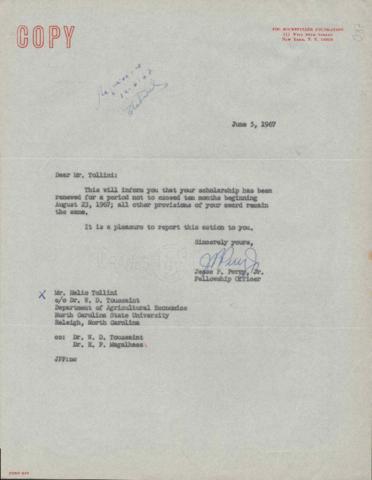 COPY
THE ROCKEFELLER FOUNDATION
111 West 50th Street
New York, N. Y. 10020
June 5, 1967
Dear Mr. Tollini:
This will inform you that your scholarship has been
renewed for a period not to exceed ten months beginning
August 23, 1967; all other provisions of your award remain
the same.
It is a pleasure to report this action to you.
Sincerely yours,
Jesse P. Perry, Jr.
Fellowship Officer
x Mr. Helio Tollini
c/o Dr. W. D. Toussaint
Department of Agricultural Economics
North Carolina State University
Raleigh, North Carolina
cc: Dr. W. D. Toussaint
Dr. E. P. Magalhaes
JPP: